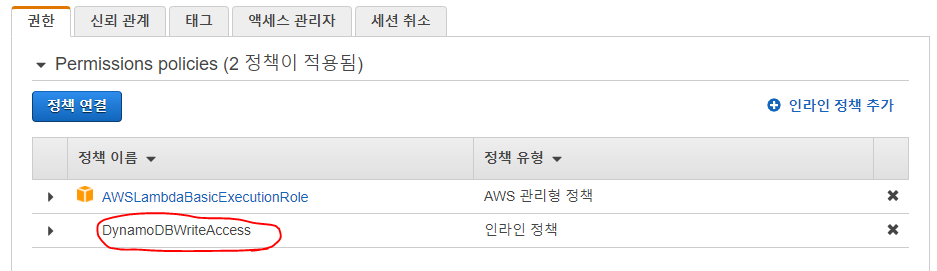 권한 신뢰 관계 태그 액세스 관리자 세션 취소
Permissions policies (2 정책이 적용됨)
정책 연결 인라인 정책 추가
정책 이름 정책 유형
AWSLambdaBasicExecutionRole AWS 관리형 정책
DynamoDBWriteAccess 인라인 정책